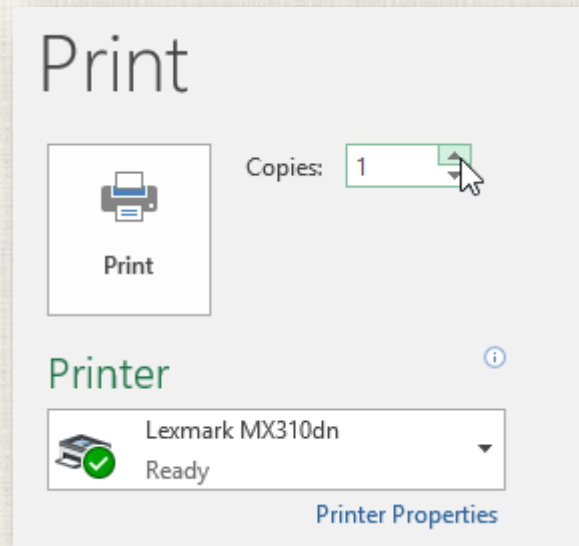 Print
Copies: 1
Print
Printer
Lexmark MX310dn
Ready
Printer Properties